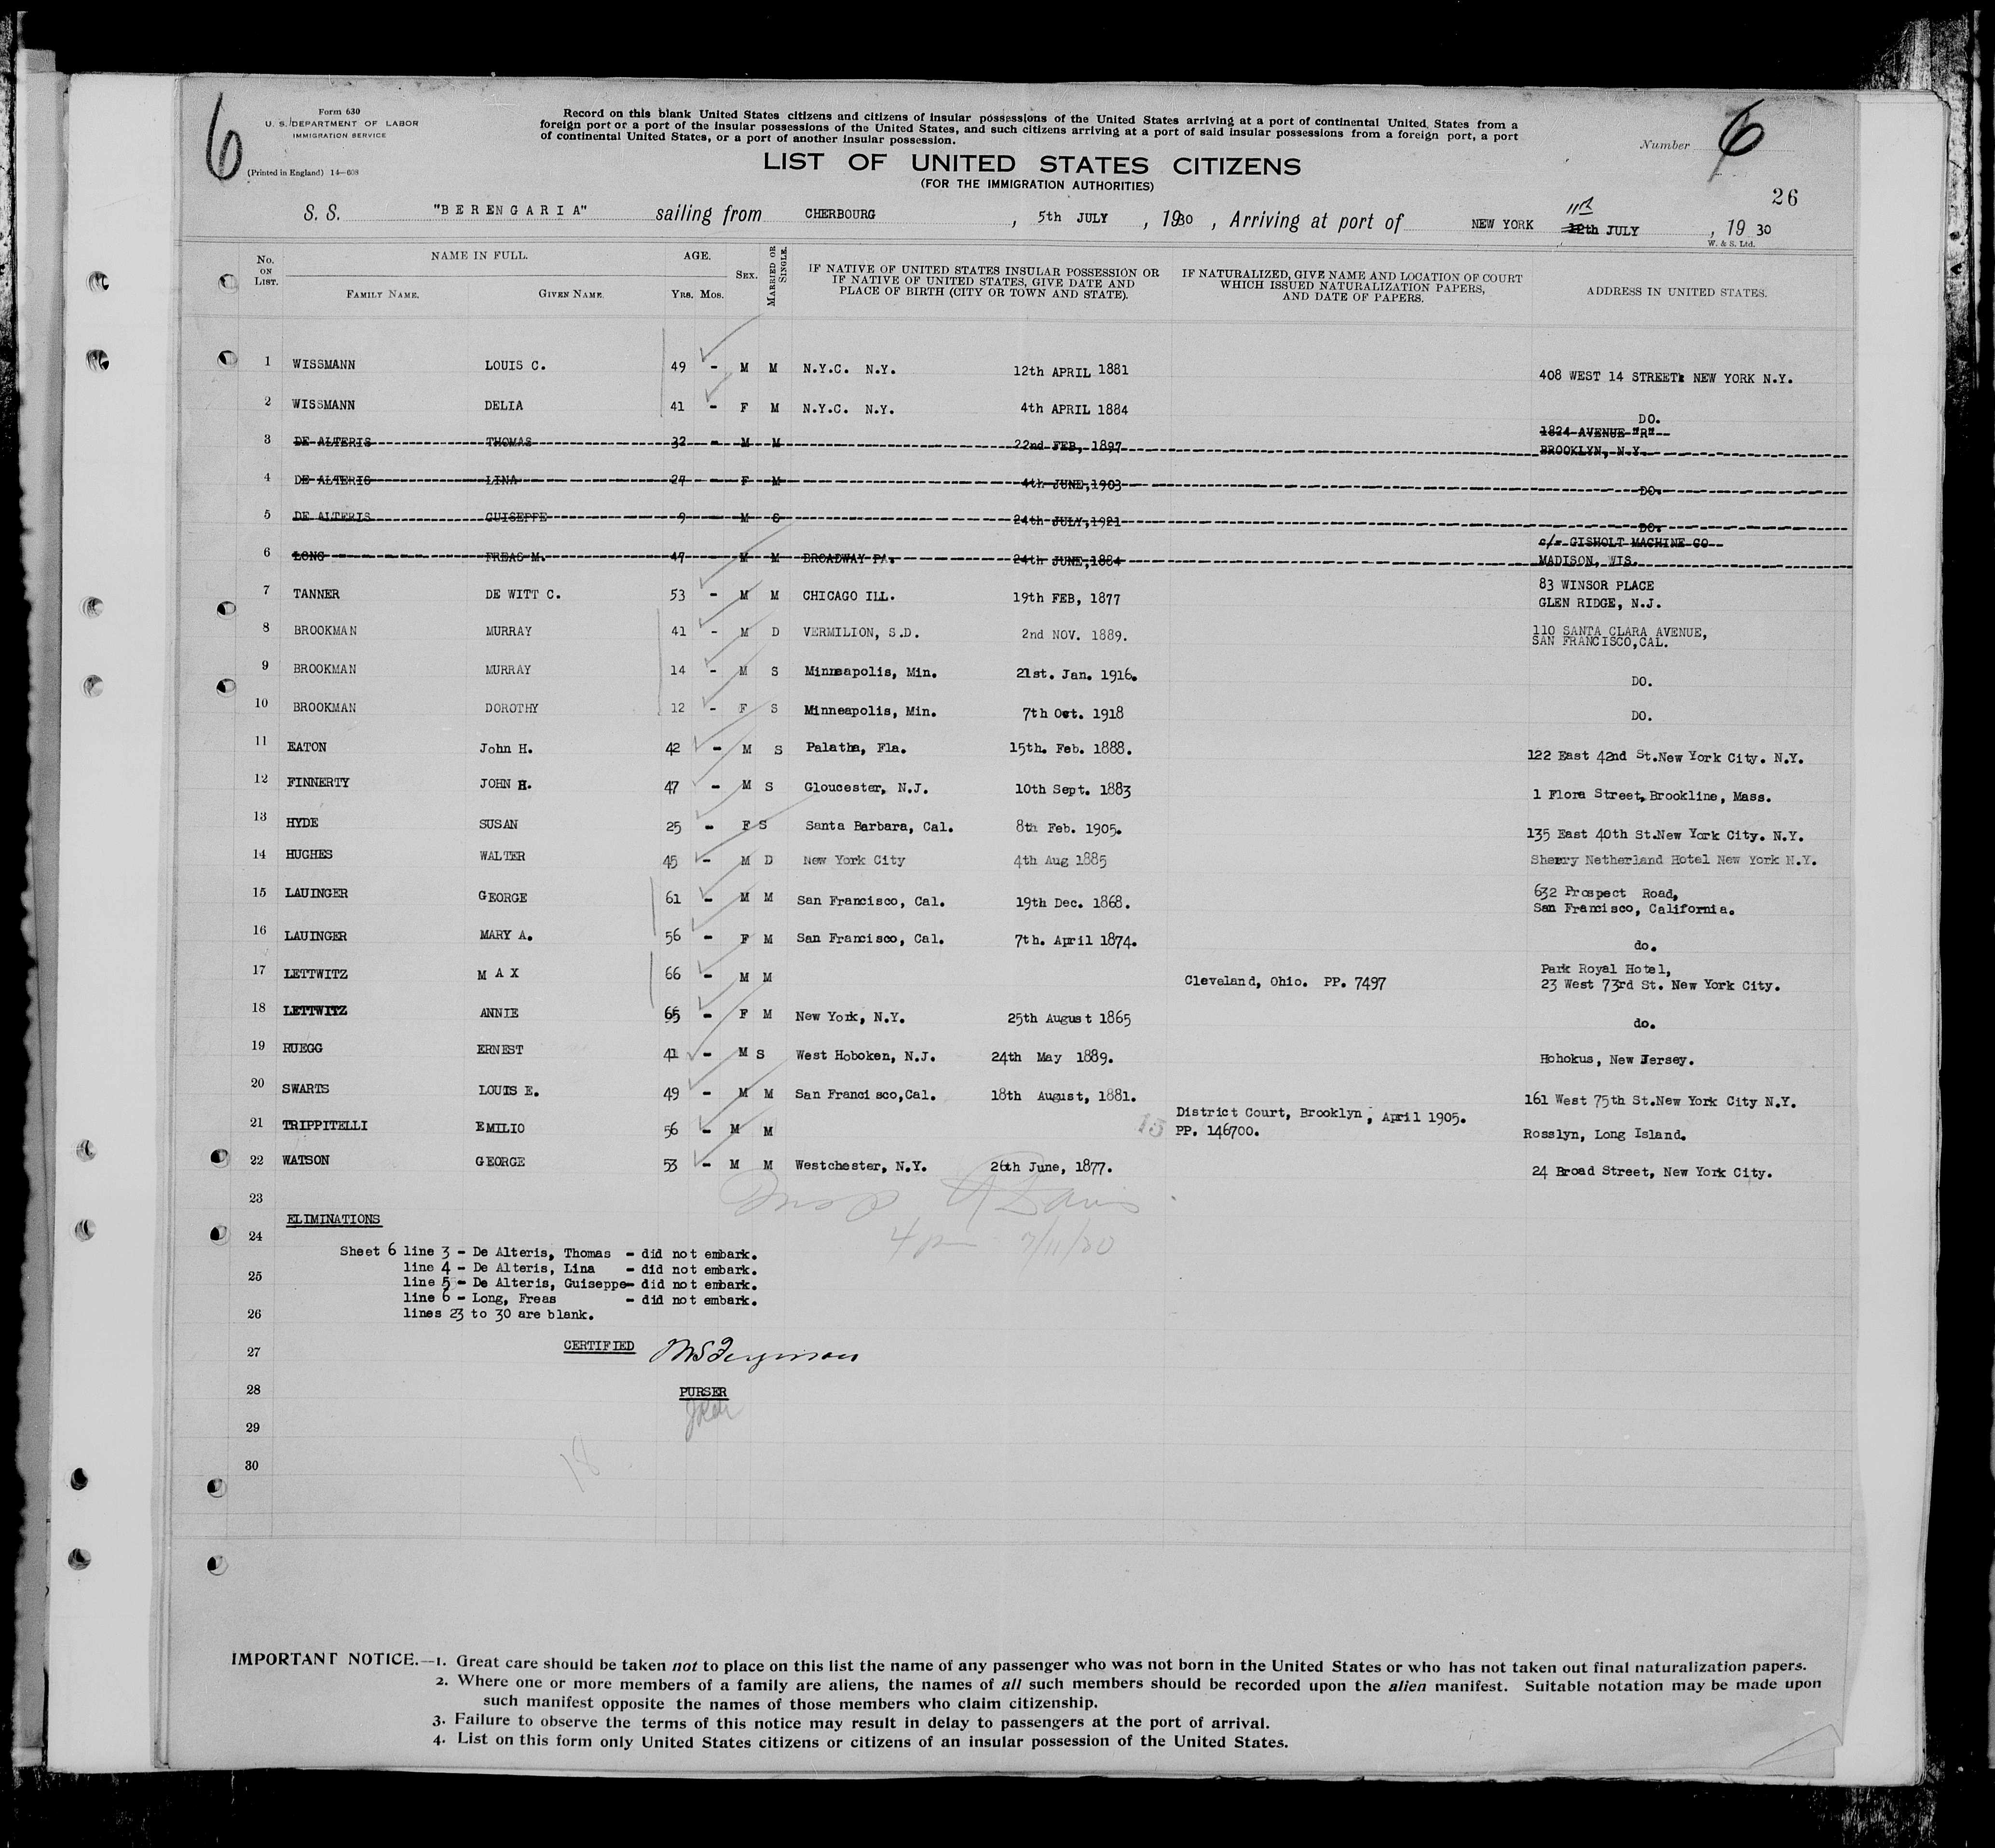 6
Form 630
U. S. DEPARTMENT OF LABOR
IMMIGRATION SERVICE
(Printed in England) 14—608
Record on this blank United States citizens and citizens of insular possessions of the United States arriving at a port of continental United States from a
foreign port or a port of the insular possessions of the United States, and such citizens arriving at a port of said insular possessions from a foreign port, a port
of continental United States, or a port of another insular possession.
LIST OF UNITED STATES CITIZENS
(FOR THE IMMIGRATION AUTHORITIES)
Number 6
26
S. S. "BERENGARIA" sailing from CHERBOURG , 5th JULY , 1930 , Arriving at port of NEW YORK 11th 12th JULY , 19 30
W. & S. Ltd.
No. ON LIST. NAME IN FULL. FAMILY NAME. GIVEN NAME. AGE. Yrs. Mos. SEX. MARRIED OR SINGLE. IF NATIVE OF UNITED STATES INSULAR POSSESSION OR IF NATIVE OF UNITED STATES, GIVE DATE AND PLACE OF BIRTH (CITY OR TOWN AND STATE). IF NATURALIZED, GIVE NAME AND LOCATION OF COURT WHICH ISSUED NATURALIZATION PAPERS, AND DATE OF PAPERS. ADDRESS IN UNITED STATES.
1 WISSMANN LOUIS C. 49 - M M N.Y.C. N.Y. 12th APRIL 1881 408 WEST 14 STREET NEW YORK N.Y.
2 WISSMANN DELIA 41 - F M N.Y.C. N.Y. 4th APRIL 1884 DO.
3 DE ALTERIS THOMAS 32 - M M 22nd FEB, 1897 1824 AVENUE "R" BROOKLYN, N.Y.
4 DE ALTERIS LINA 27 - F M 4th JUNE, 1903 DO.
5 DE ALTERIS GUISEPPE 9 - M S 24th JULY, 1921 DO.
6 LONG FREAS M. 47 - M M BROADWAY PA. 24th JUNE, 1884 c/o GISHOLT MACHINE CO MADISON, WIS.
7 TANNER DE WITT C. 53 - M M CHICAGO ILL. 19th FEB, 1877 83 WINSOR PLACE GLEN RIDGE, N.J.
8 BROOKMAN MURRAY 41 - M D VERMILION, S.D. 2nd NOV. 1889. 110 SANTA CLARA AVENUE, SAN FRANCISCO,CAL.
9 BROOKMAN MURRAY 14 - M S Minneapolis, Min. 21st. Jan. 1916. DO.
10 BROOKMAN DOROTHY 12 - F S Minneapolis, Min. 7th Oct. 1918 DO.
11 EATON John H. 42 - M S Palatha, Fla. 15th. Feb. 1888. 122 East 42nd St.New York City. N.Y.
12 FINNERTY JOHN H. 47 - M S Gloucester, N.J. 10th Sept. 1883 1 Flora Street, Brookline, Mass.
13 HYDE SUSAN 25 - F S Santa Barbara, Cal. 8th Feb. 1905. 135 East 40th St.New York City. N.Y.
14 HUGHES WALTER 45 - M D New York City 4th Aug 1885 Sherry Netherland Hotel New York N.Y.
15 LAUINGER GEORGE 61 - M M San Francisco, Cal. 19th Dec. 1868. 632 Prospect Road, San Francisco, California.
16 LAUINGER MARY A. 56 - F M San Francisco, Cal. 7th. April 1874. do.
17 LETTWITZ MAX 66 - M M Cleveland, Ohio. PP. 7497 Park Royal Hotel, 23 West 73rd St. New York City.
18 LETTWITZ ANNIE 65 - F M New York, N.Y. 25th August 1865 do.
19 RUEGG ERNEST 41 - M S West Hoboken, N.J. 24th May 1889. Hohokus, New Jersey.
20 SWARTS LOUIS E. 49 - M M San Francisco,Cal. 18th August, 1881. 161 West 75th St.New York City N.Y.
21 TRIPPITELLI EMILIO 56 - M M 15 District Court, Brooklyn, April 1905. PP. 146700. Rosslyn, Long Island.
22 WATSON GEORGE 53 - M M Westchester, N.Y. 26th June, 1877. 24 Broad Street, New York City.
23
ELIMINATIONS
4 pm 7/11/30
24
Sheet 6 line 3 - De Alteris, Thomas - did not embark.
line 4 - De Alteris, Lina - did not embark.
25
line 5 - De Alteris, Guiseppe- did not embark.
line 6 - Long, Freas - did not embark.
26
lines 23 to 30 are blank.
27
CERTIFIED
28
PURSER
29
18
30
IMPORTANT NOTICE.—1. Great care should be taken not to place on this list the name of any passenger who was not born in the United States or who has not taken out final naturalization papers.
2. Where one or more members of a family are aliens, the names of all such members should be recorded upon the alien manifest. Suitable notation may be made upon
such manifest opposite the names of those members who claim citizenship.
3. Failure to observe the terms of this notice may result in delay to passengers at the port of arrival.
4. List on this form only United States citizens or citizens of an insular possession of the United States.